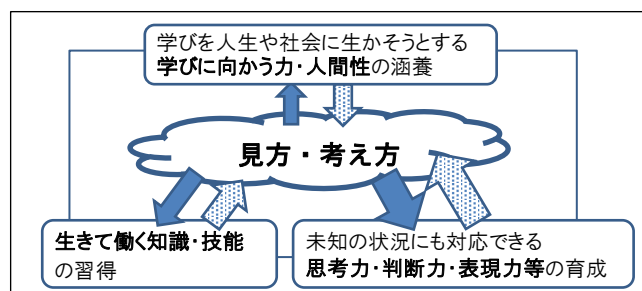 学びを人生や社会に生かそうとする
学びに向かう力・人間性の涵養
見方・考え方
生きて働く知識・技能
の習得
未知の状況にも対応できる
思考力・判断力・表現力等の育成